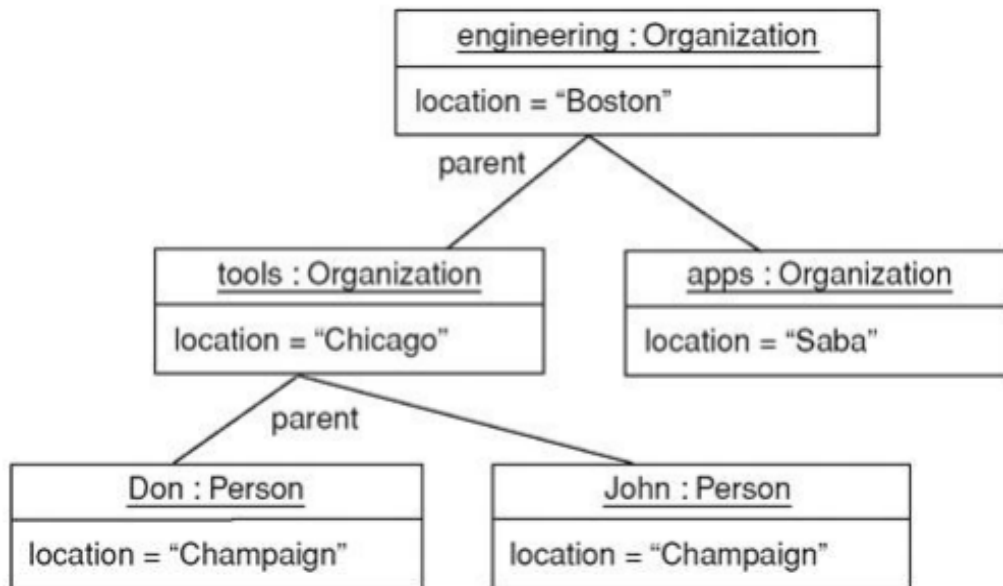 engineering : Organization
location = “Boston”
parent
tools : Organization
location = “Chicago”
apps : Organization
location = “Saba”
parent
Don : Person
location = “Champaign”
John : Person
location = “Champaign”